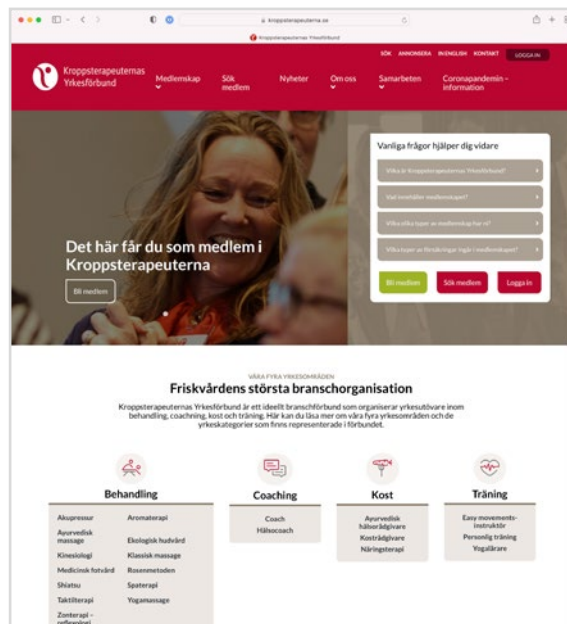 kroppsterapeuterna.se
Kroppsterapeuternas Yrkesförbund
SÖK ANNONSERA IN ENGLISH KONTAKT LOGGA IN
Kroppsterapeuternas
Yrkesförbund
Medlemskap
Sök
medlem
Nyheter
Om oss
Samarbeten
Coronapandemin –
information
Vanliga frågor hjälper dig vidare
Vilka är Kroppsterapeuternas Yrkesförbund?
Vad innehåller medlemskapet?
Vilka olika typer av medlemskap har ni?
Vilka typer av försäkringar ingår i medlemskapet?
Bli medlem Sök medlem Logga in
Det här får du som medlem i
Kroppsterapeuterna
Bli medlem
VÅRA FYRA YRKESOMRÅDEN
Friskvårdens största branschorganisation
Kroppsterapeuternas Yrkesförbund är ett ideellt branschförbund som organiserar yrkesutövare inom
behandling, coachning, kost och träning. Här kan du läsa mer om våra fyra yrkesområden och de
yrkeskategorier som finns representerade i förbundet.
Behandling
Akupressur Aromaterapi
Ayurvedisk
massage Ekologisk hudvård
Kinesiologi Klassisk massage
Medicinsk fotvård Rosenmetoden
Shiatsu Spaterapi
Taktilterapi Yogamassage
Zonterapi –
reflexologi
Coaching
Coach
Hälsocoach
Kost
Ayurvedisk
hälsorådgivare
Kostrådgivare
Näringsterapi
Träning
Easy movements-
instruktör
Personlig träning
Yogalärare